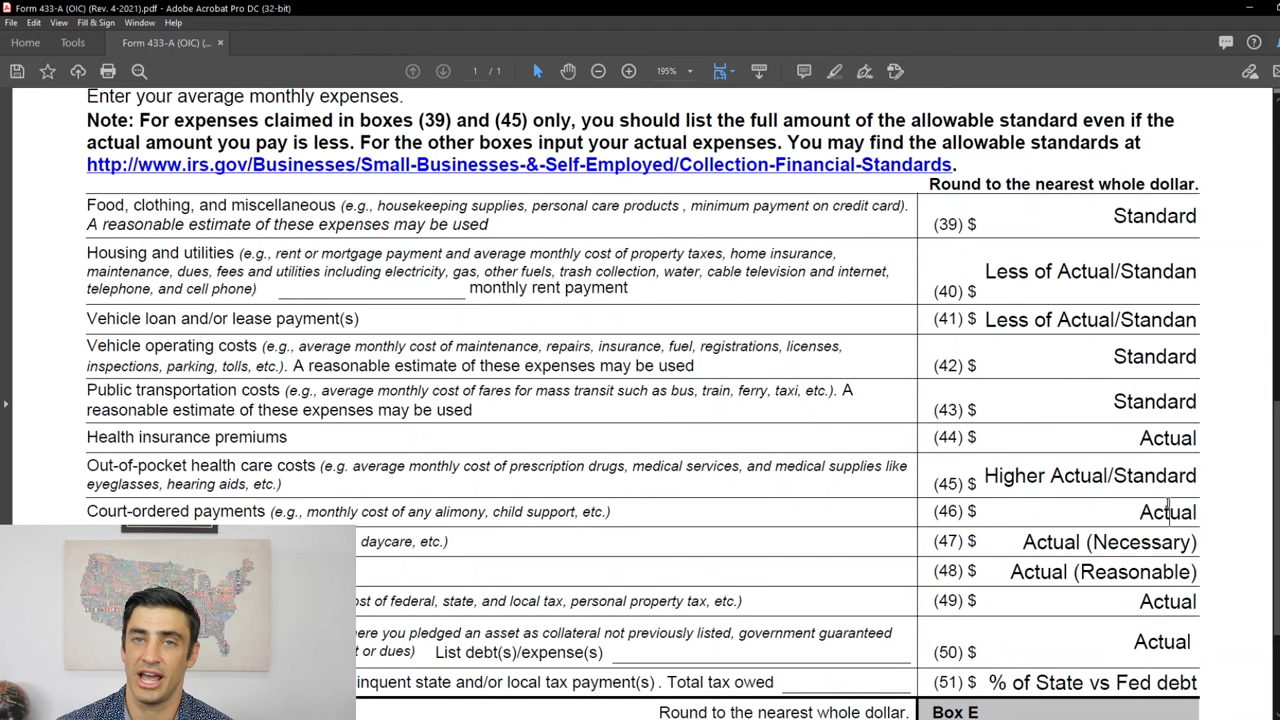 Form 433-A (OIC) (Rev. 4-2021).pdf - Adobe Acrobat Pro DC (32-bit)
File Edit View Fill & Sign Window Help
Home Tools Form 433-A (OIC) (... ×
1 / 1 195%
Enter your average monthly expenses.
Note: For expenses claimed in boxes (39) and (45) only, you should list the full amount of the allowable standard even if the
actual amount you pay is less. For the other boxes input your actual expenses. You may find the allowable standards at
http://www.irs.gov/Businesses/Small-Businesses-&-Self-Employed/Collection-Financial-Standards.
Round to the nearest whole dollar.
Food, clothing, and miscellaneous (e.g., housekeeping supplies, personal care products , minimum payment on credit card).
A reasonable estimate of these expenses may be used
(39) $ Standard
Housing and utilities (e.g., rent or mortgage payment and average monthly cost of property taxes, home insurance,
maintenance, dues, fees and utilities including electricity, gas, other fuels, trash collection, water, cable television and internet,
telephone, and cell phone) monthly rent payment
(40) $ Less of Actual/Standan
Vehicle loan and/or lease payment(s) (41) $ Less of Actual/Standan
Vehicle operating costs (e.g., average monthly cost of maintenance, repairs, insurance, fuel, registrations, licenses,
inspections, parking, tolls, etc.). A reasonable estimate of these expenses may be used
(42) $ Standard
Public transportation costs (e.g., average monthly cost of fares for mass transit such as bus, train, ferry, taxi, etc.). A
reasonable estimate of these expenses may be used
(43) $ Standard
Health insurance premiums (44) $ Actual
Out-of-pocket health care costs (e.g. average monthly cost of prescription drugs, medical services, and medical supplies like
eyeglasses, hearing aids, etc.)
(45) $ Higher Actual/Standard
Court-ordered payments (e.g., monthly cost of any alimony, child support, etc.) (46) $ Actual
daycare, etc.) (47) $ Actual (Necessary)
(48) $ Actual (Reasonable)
ost of federal, state, and local tax, personal property tax, etc.) (49) $ Actual
here you pledged an asset as collateral not previously listed, government guaranteed
t or dues) List debt(s)/expense(s)
(50) $ Actual
inquent state and/or local tax payment(s). Total tax owed (51) $ % of State vs Fed debt
Round to the nearest whole dollar. Box E